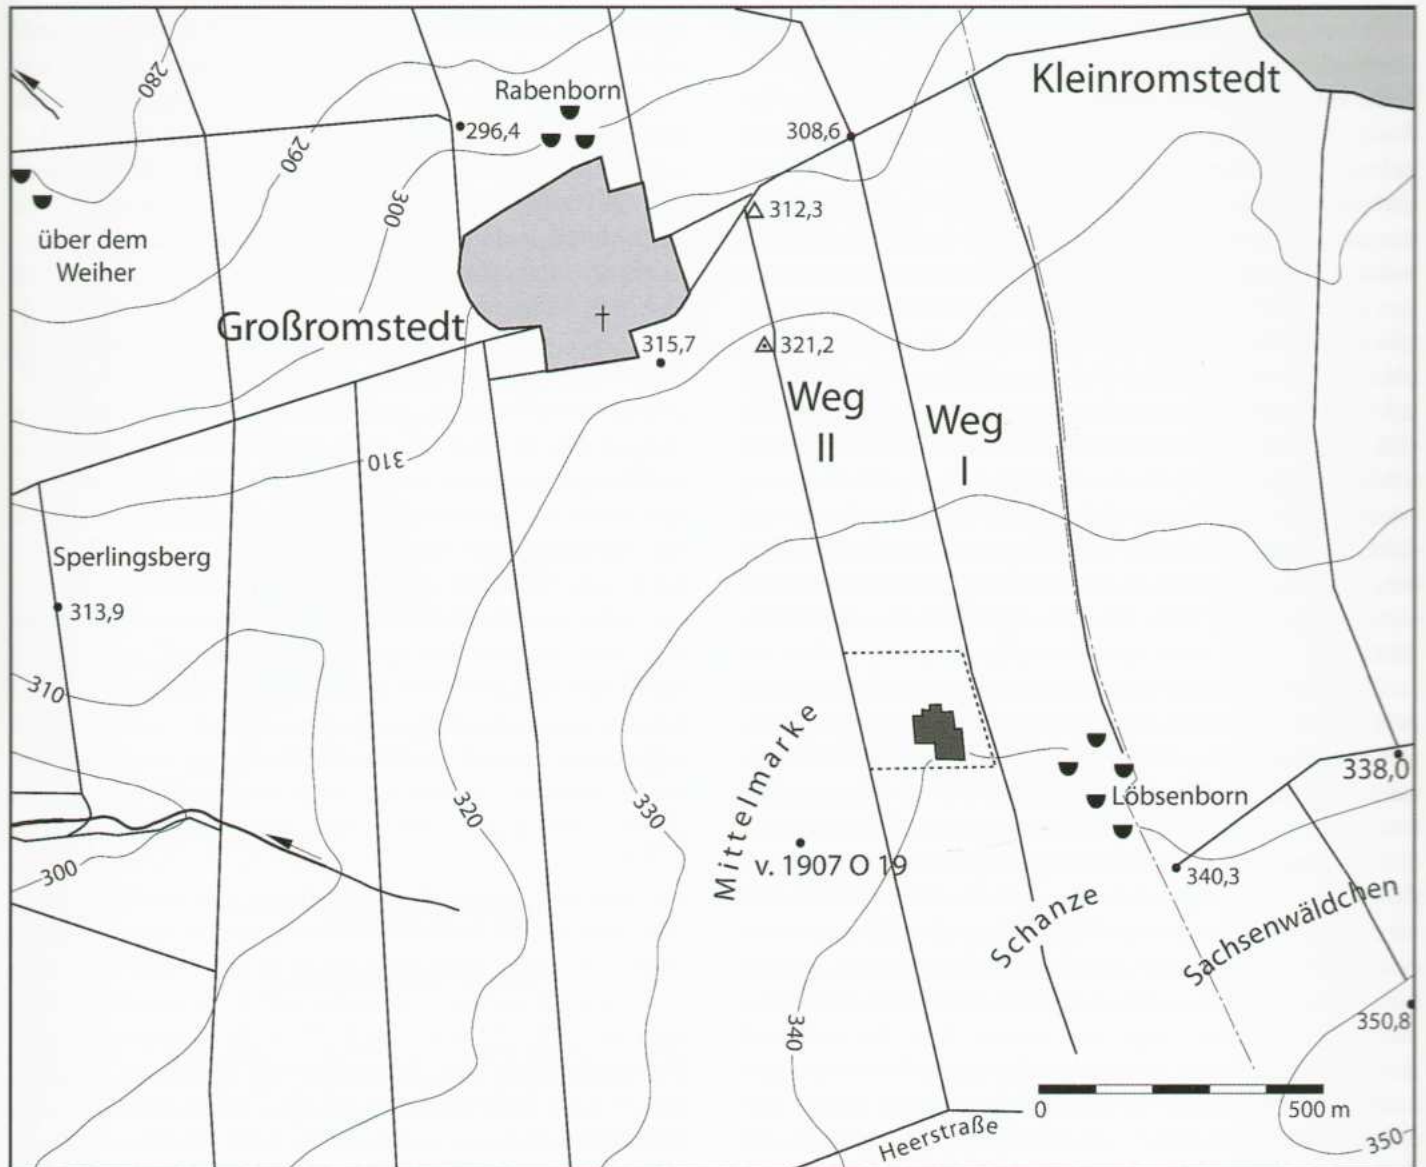 Kleinromstedt
280
Rabenborn
296,4
308,6
290
300
312,3
über dem
Weiher
Großromstedt
315,7
321,2
Weg
II
Weg
I
310
Sperlingsberg
313,9
310
Mittelmarke
320
330
338,0
Löbsenborn
v. 1907 O 19
300
340,3
Schanze
Sachsenwäldchen
340
350,8
0
500 m
Heerstraße
350